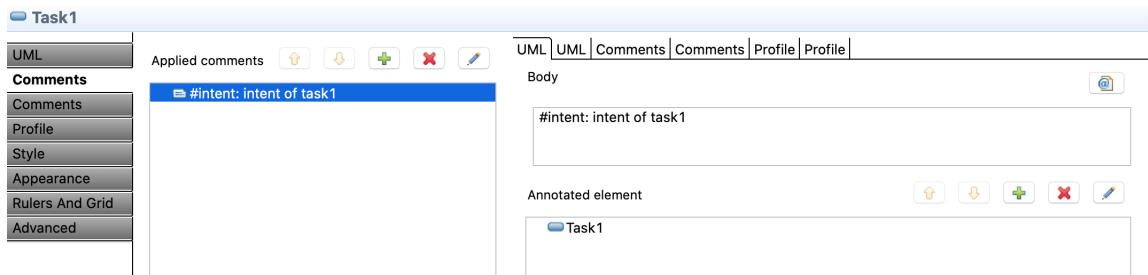 Task1
UML
Comments
Comments
Profile
Style
Appearance
Rulers And Grid
Advanced
Applied comments
#intent: intent of task1
UML UML Comments Comments Profile Profile
Body
#intent: intent of task1
Annotated element
Task1